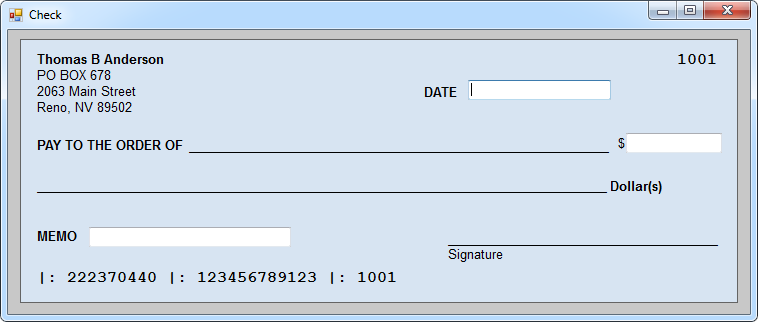 Check
Thomas B Anderson 1001
PO BOX 678
2063 Main Street
DATE
Reno, NV 89502
PAY TO THE ORDER OF $
Dollar(s)
MEMO
Signature
|: 222370440 |: 123456789123 |: 1001